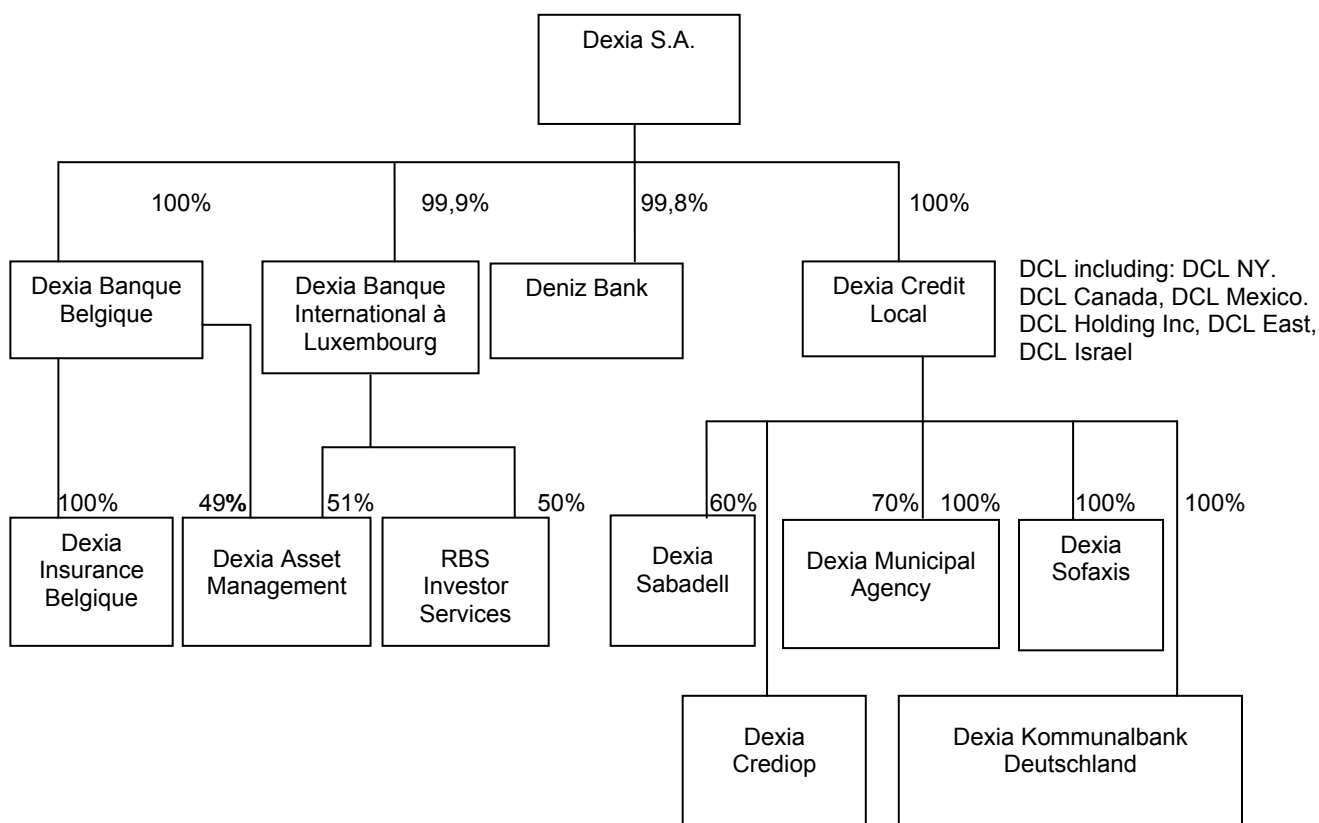 Dexia S.A.
100%
99,9%
99,8%
100%
Dexia Banque
Belgique
Dexia Banque
International à
Luxembourg
Deniz Bank
Dexia Credit
Local
DCL including: DCL NY.
DCL Canada, DCL Mexico.
DCL Holding Inc, DCL East,
DCL Israel
100%
49%
51%
50%
60%
70%
100%
100%
100%
Dexia
Insurance
Belgique
Dexia Asset
Management
RBS
Investor
Services
Dexia
Sabadell
Dexia Municipal
Agency
Dexia
Sofaxis
Dexia
Crediop
Dexia Kommunalbank
Deutschland